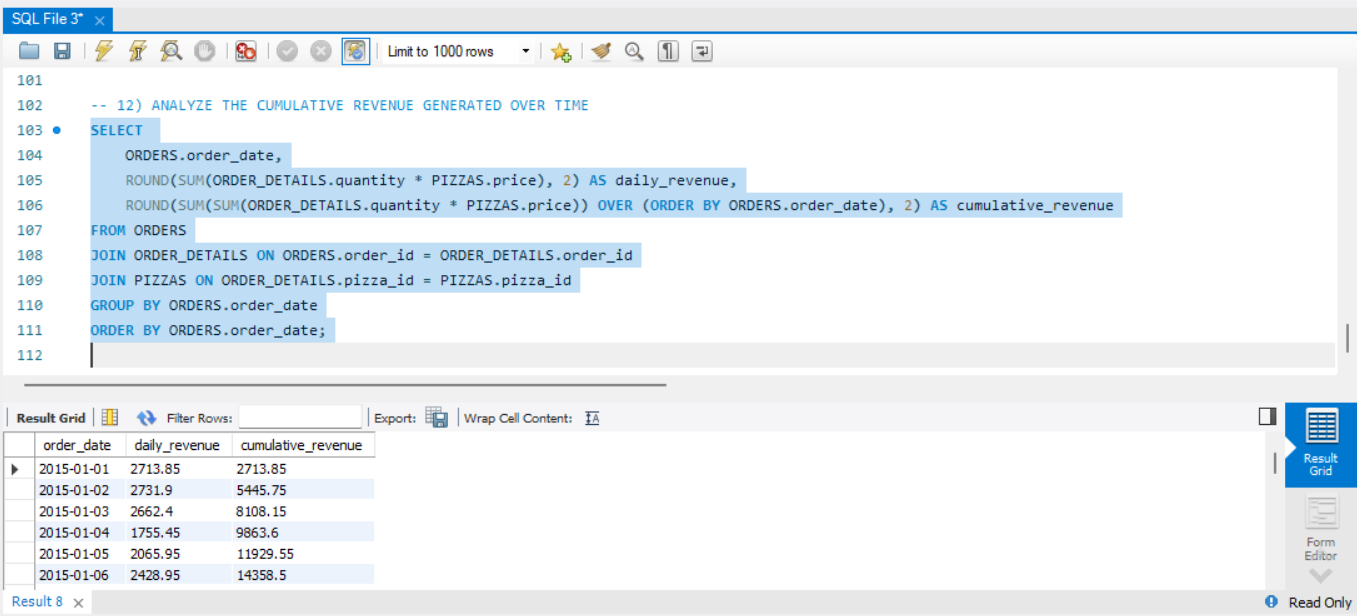 SQL File 3*
Limit to 1000 rows
101
102 -- 12) ANALYZE THE CUMULATIVE REVENUE GENERATED OVER TIME
103 SELECT
104 ORDERS.order_date,
105 ROUND(SUM(ORDER_DETAILS.quantity * PIZZAS.price), 2) AS daily_revenue,
106 ROUND(SUM(SUM(ORDER_DETAILS.quantity * PIZZAS.price)) OVER (ORDER BY ORDERS.order_date), 2) AS cumulative_revenue
107 FROM ORDERS
108 JOIN ORDER_DETAILS ON ORDERS.order_id = ORDER_DETAILS.order_id
109 JOIN PIZZAS ON ORDER_DETAILS.pizza_id = PIZZAS.pizza_id
110 GROUP BY ORDERS.order_date
111 ORDER BY ORDERS.order_date;
112
Result Grid Filter Rows: Export: Wrap Cell Content: IA
order_date daily_revenue cumulative_revenue
2015-01-01 2713.85 2713.85
2015-01-02 2731.9 5445.75
2015-01-03 2662.4 8108.15
2015-01-04 1755.45 9863.6
2015-01-05 2065.95 11929.55
2015-01-06 2428.95 14358.5
Result
Grid
Form
Editor
Result 8 Read Only